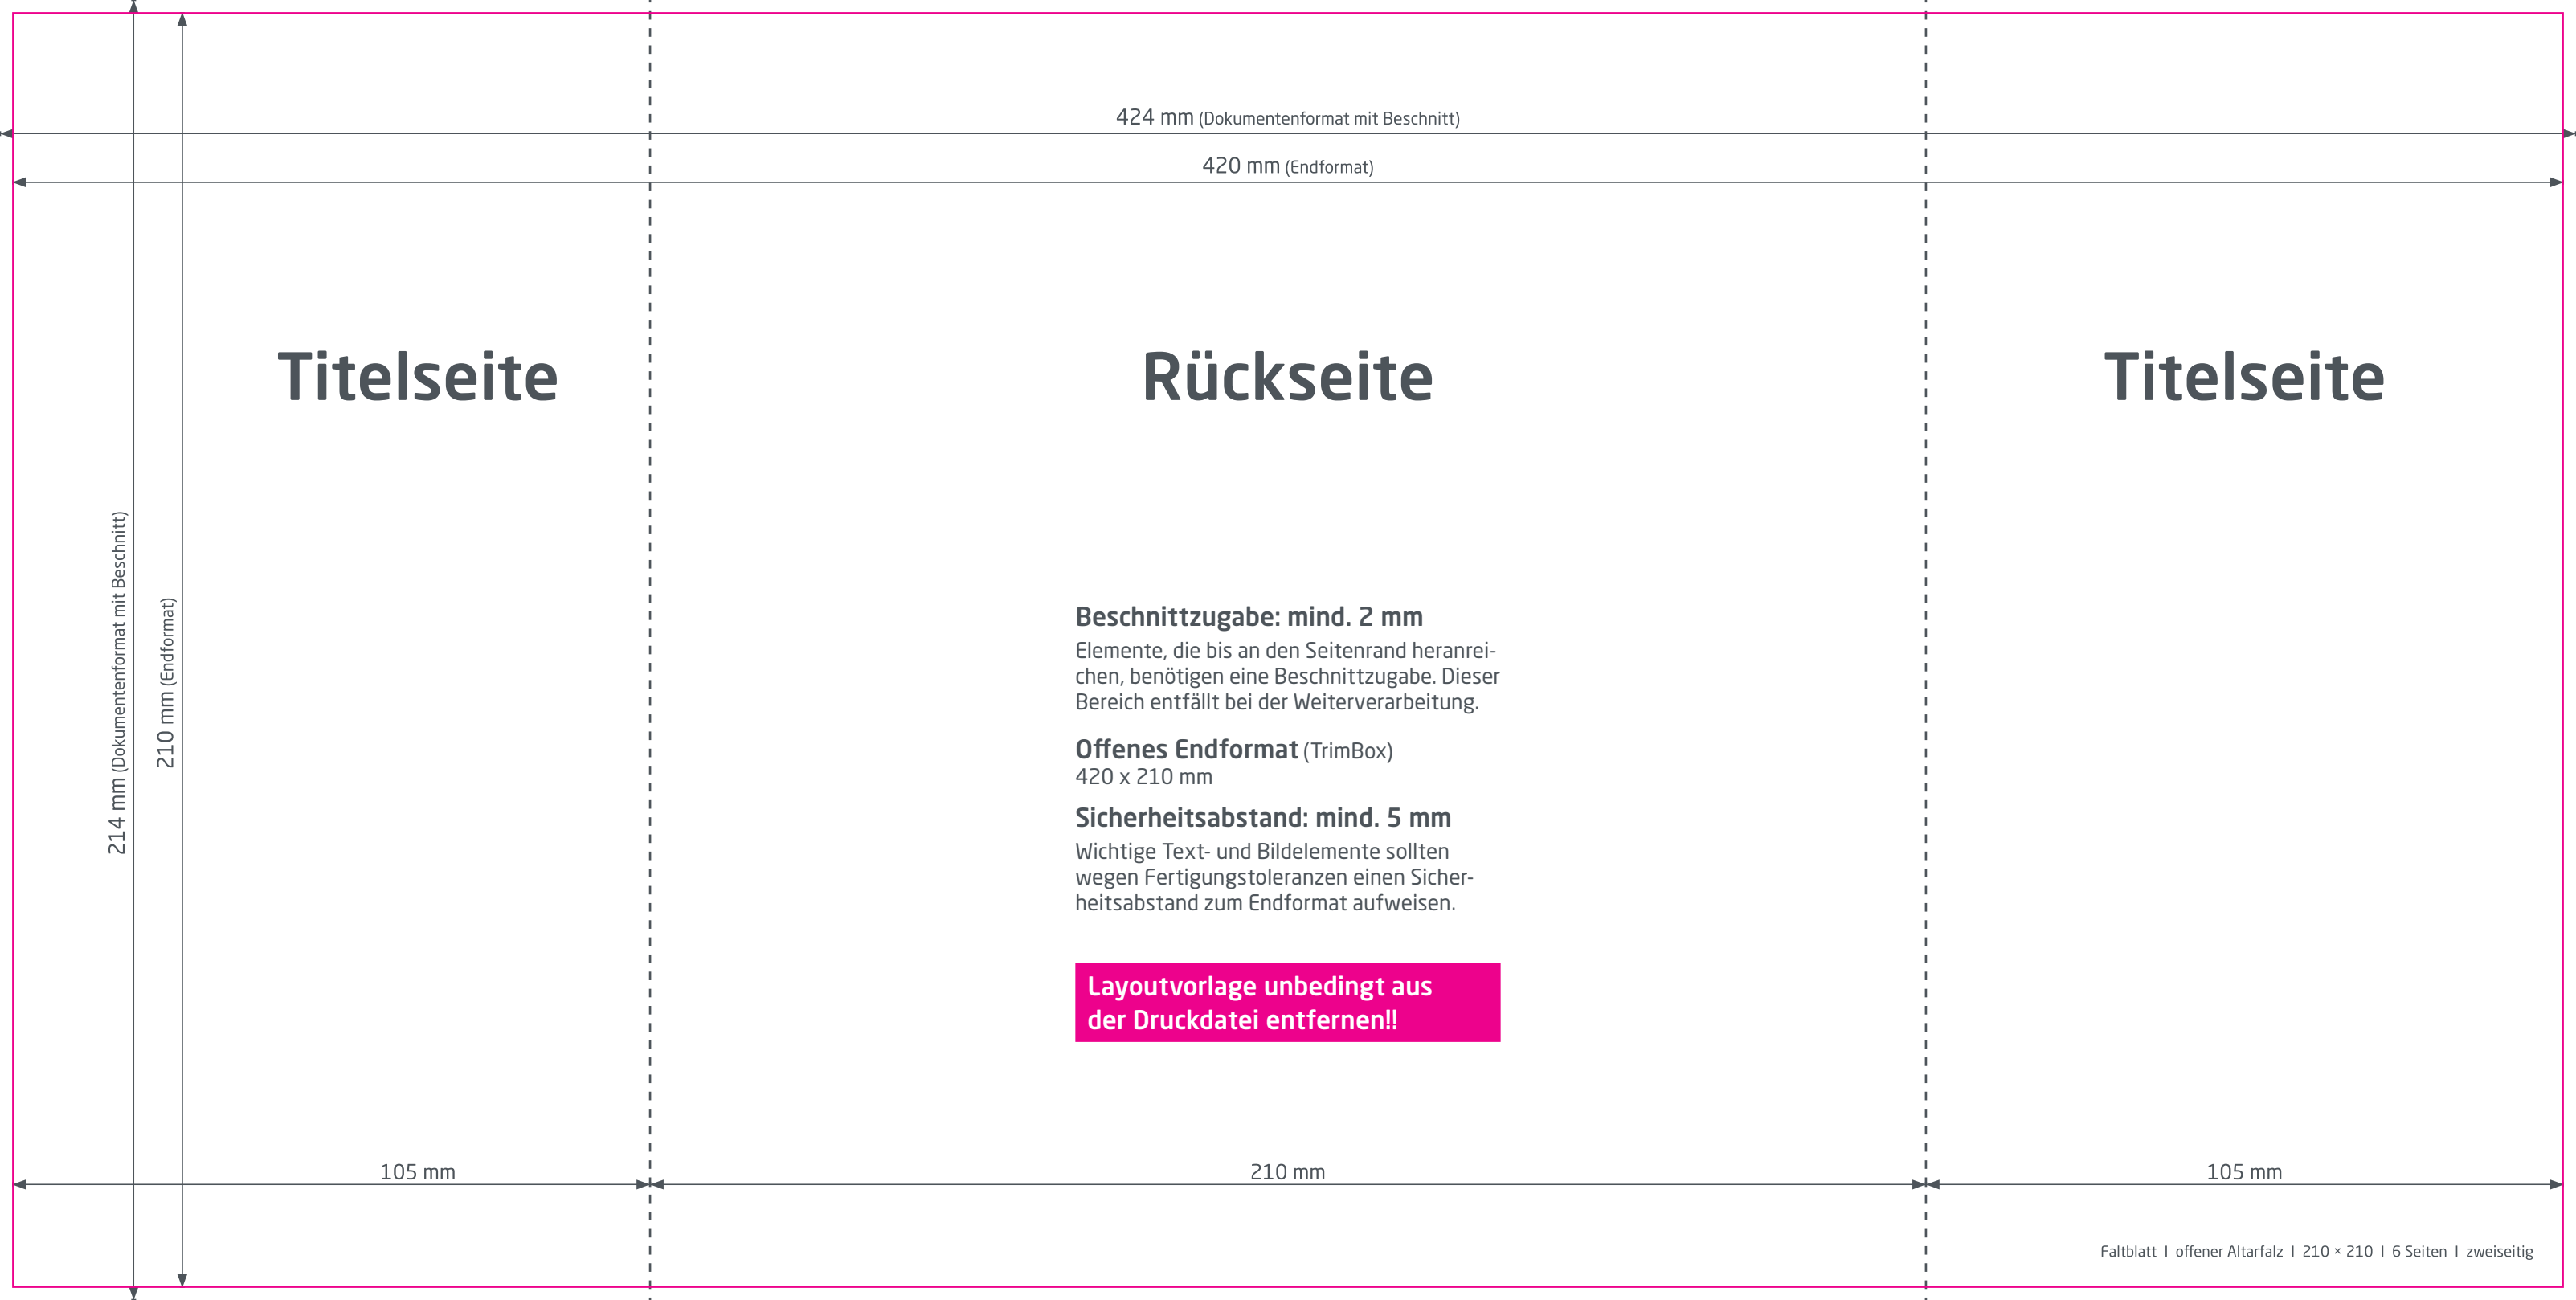 424 mm (Dokumentenformat mit Beschnitt)
420 mm (Endformat)
Titelseite
Rückseite
Titelseite
214 mm (Dokumentenformat mit Beschnitt)
210 mm (Endformat)
Beschnittzugabe: mind. 2 mm
Elemente, die bis an den Seitenrand heranrei-
chen, benötigen eine Beschnittzugabe. Dieser
Bereich entfällt bei der Weiterverarbeitung.
Offenes Endformat (TrimBox)
420 x 210 mm
Sicherheitsabstand: mind. 5 mm
Wichtige Text- und Bildelemente sollten
wegen Fertigungstoleranzen einen Sicher-
heitsabstand zum Endformat aufweisen.
Layoutvorlage unbedingt aus
der Druckdatei entfernen!!
105 mm
210 mm
105 mm
Faltblatt | offener Altarfalz | 210 × 210 | 6 Seiten | zweiseitig